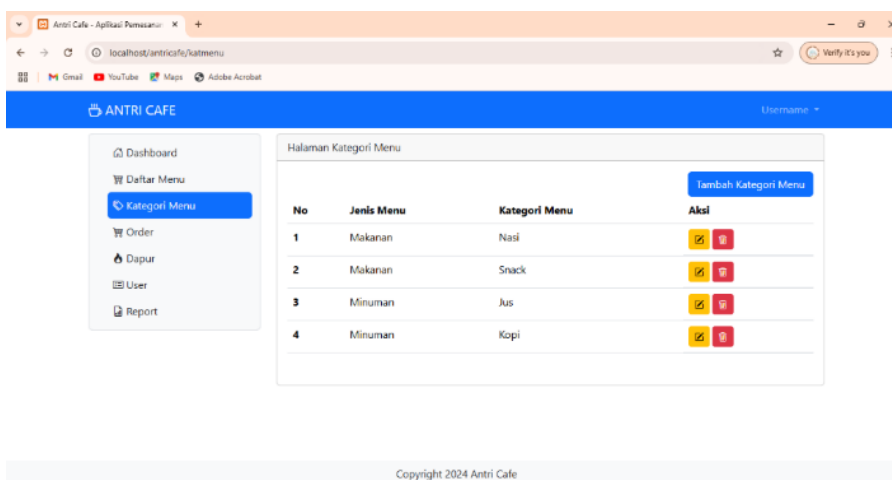 Antri Cafe - Aplikasi Pemesanan
localhost/antricafe/katmenu
Verify it's you
Gmail YouTube Maps Adobe Acrobat
ANTRI CAFE Username
Dashboard
Daftar Menu
Kategori Menu
Order
Dapur
User
Report
Halaman Kategori Menu
Tambah Kategori Menu
No Jenis Menu Kategori Menu Aksi
1 Makanan Nasi
2 Makanan Snack
3 Minuman Jus
4 Minuman Kopi
Copyright 2024 Antri Cafe